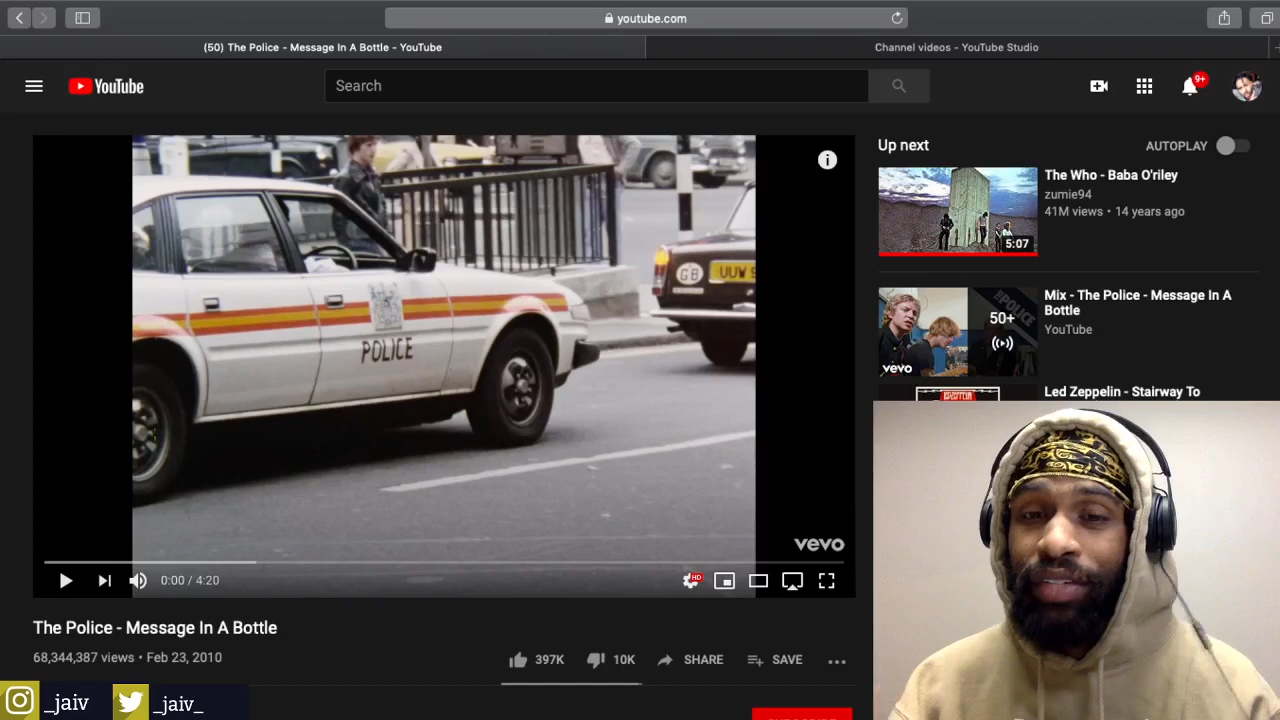 youtube.com
(50) The Police - Message In A Bottle - YouTube
Channel videos - YouTube Studio
YouTube
Search
9+
Up next
AUTOPLAY
The Who - Baba O'riley
zumie94
41M views • 14 years ago
5:07
Mix - The Police - Message In A
Bottle
YouTube
50+
vevo
Led Zeppelin - Stairway To
POLICE
GB
UUW
vevo
0:00 / 4:20
HD
The Police - Message In A Bottle
68,344,387 views • Feb 23, 2010
397K
10K
SHARE
SAVE
_jaiv
_jaiv_